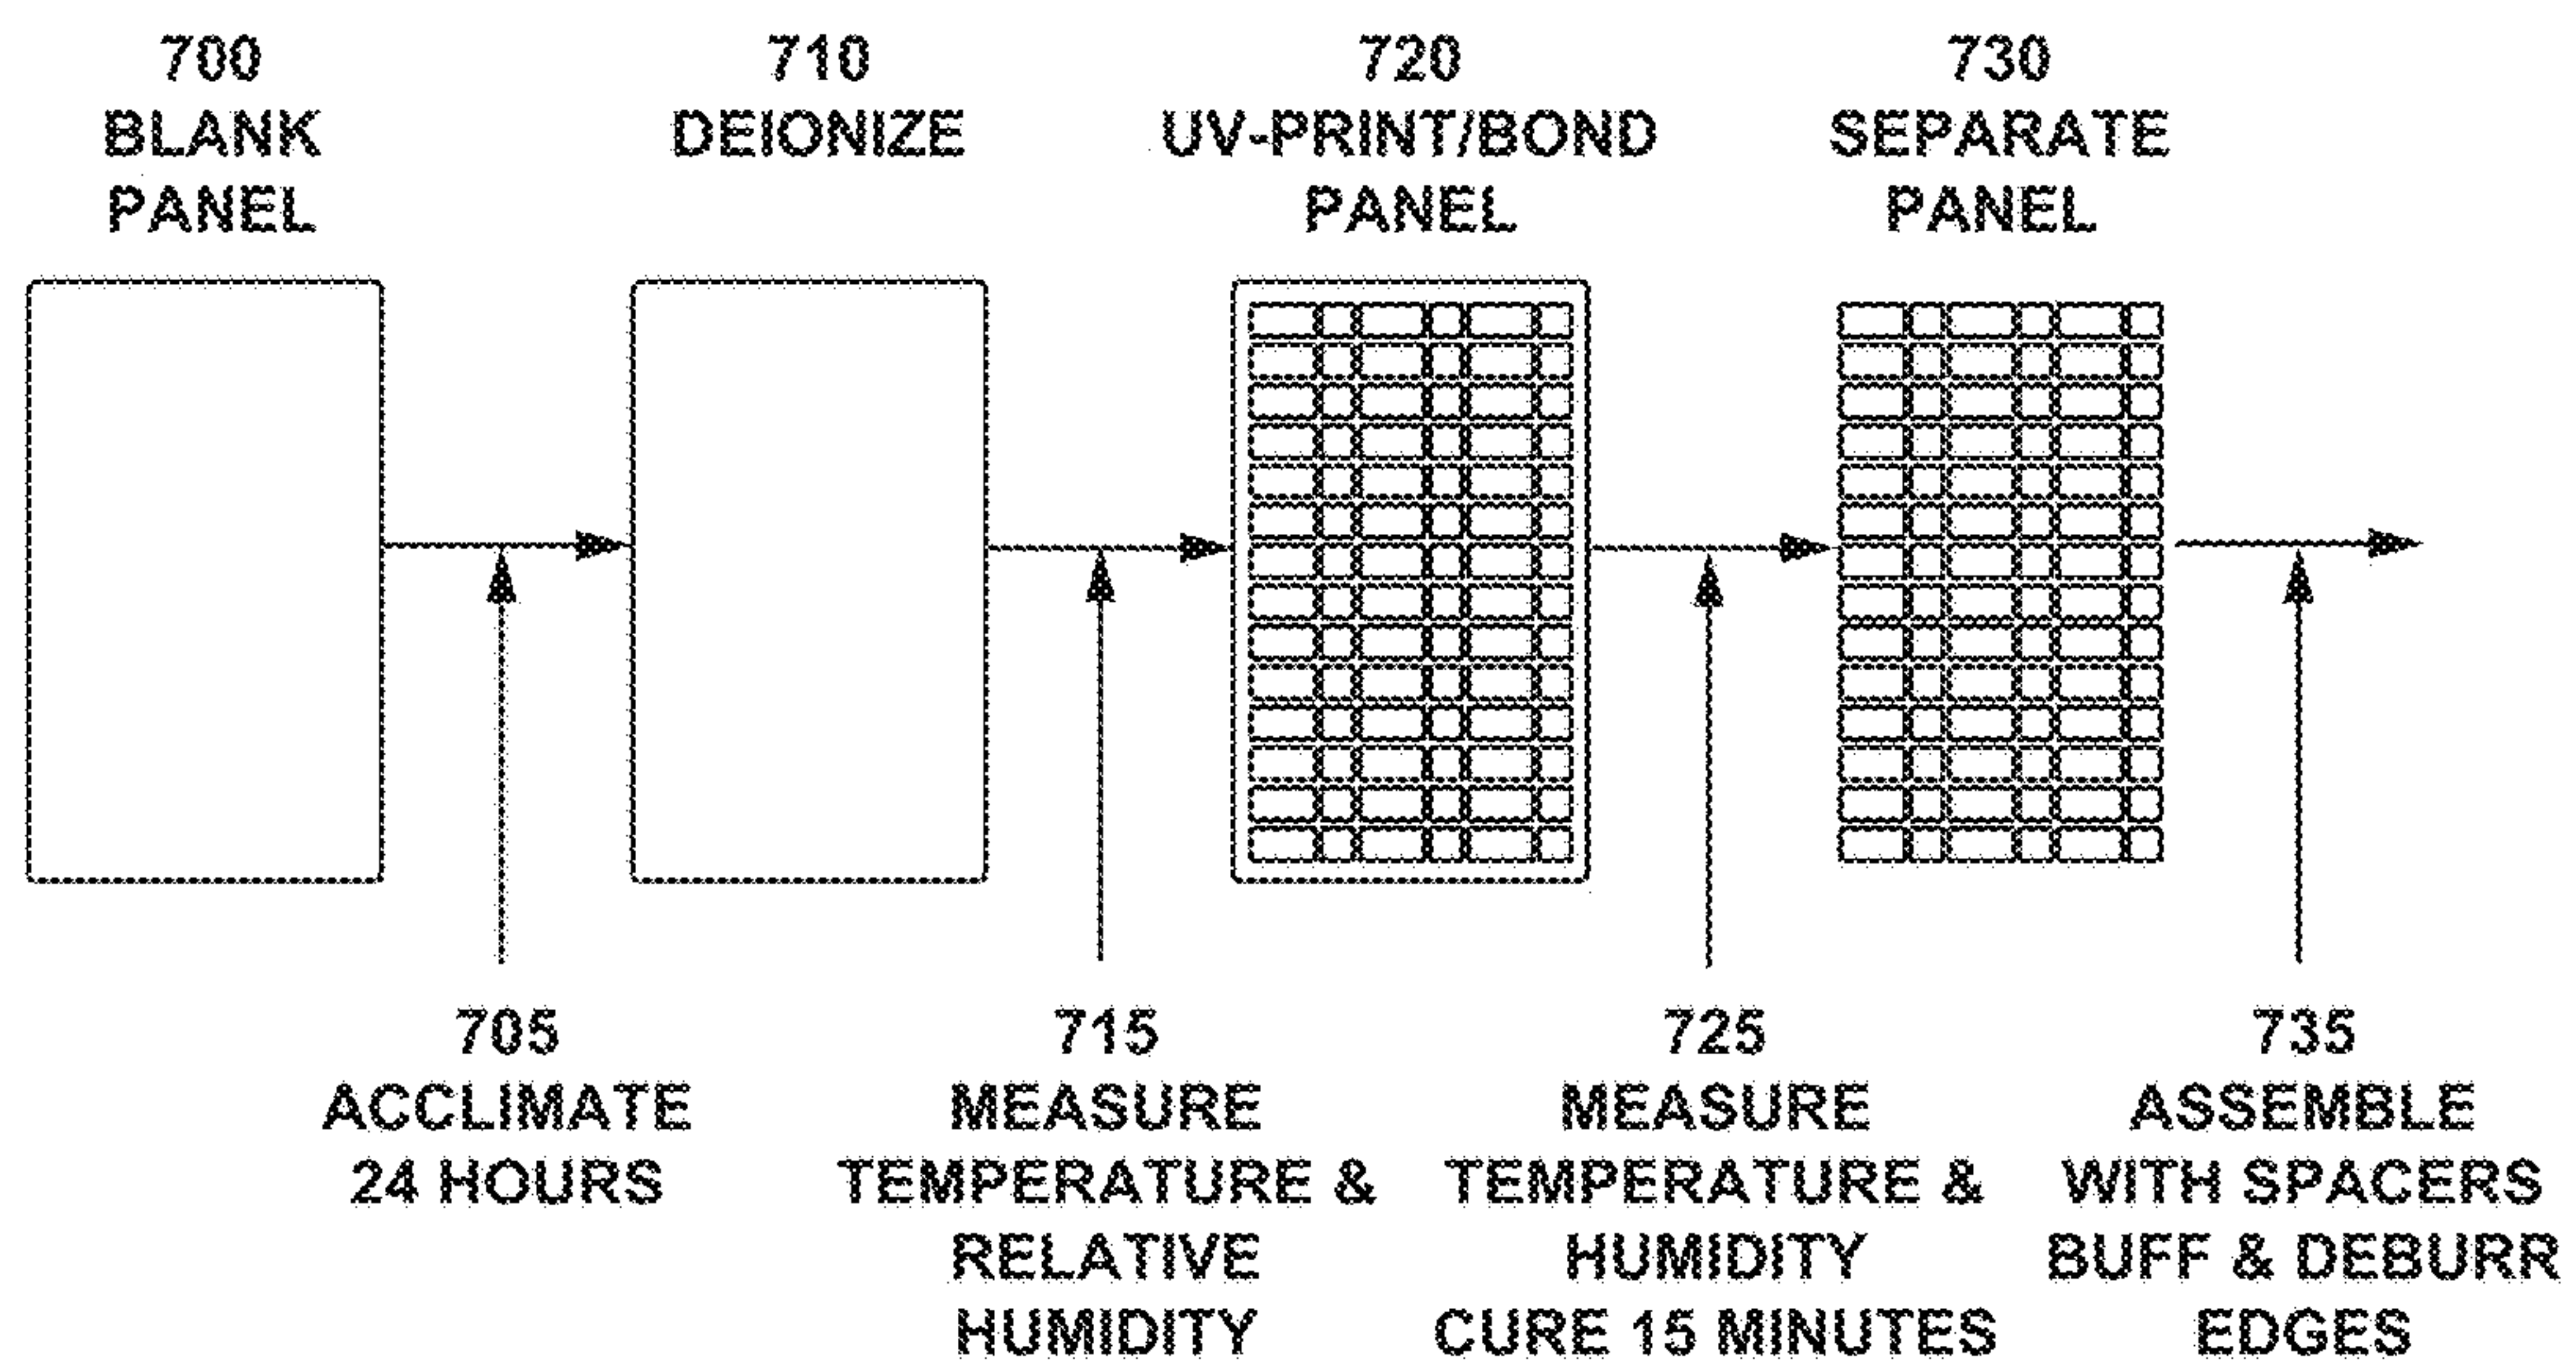 700
BLANK
PANEL
710
DEIONIZE
720
UV-PRINT/BOND
PANEL
730
SEPARATE
PANEL
705
ACCLIMATE
24 HOURS
715
MEASURE
TEMPERATURE &
RELATIVE
HUMIDITY
725
MEASURE
TEMPERATURE &
HUMIDITY
CURE 15 MINUTES
735
ASSEMBLE
WITH SPACERS
BUFF & DEBURR
EDGES